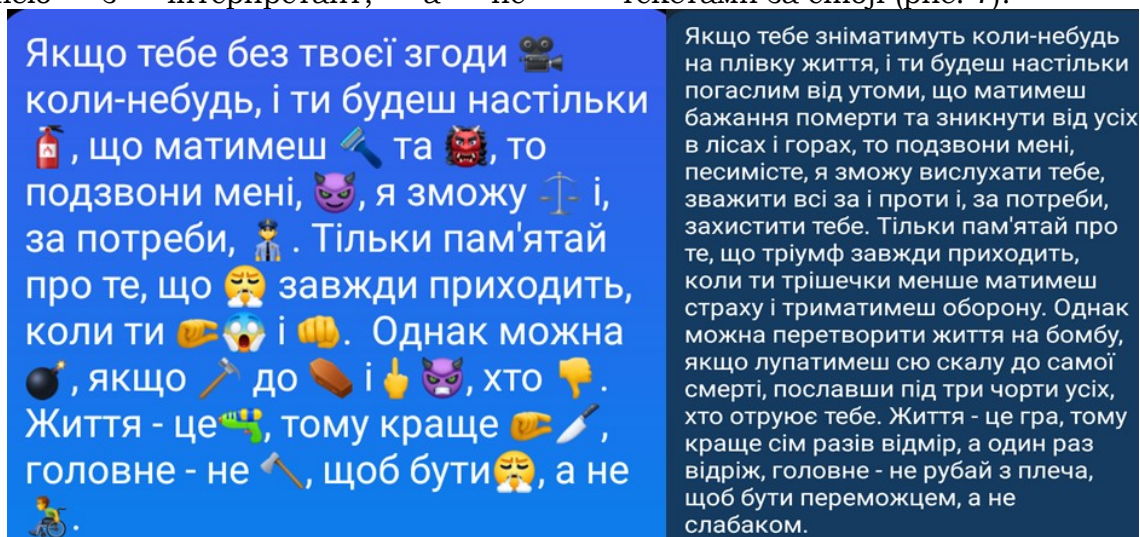 з інтерпретант, а не текстами за emoji (рис. 7).
Якщо тебе без твоєї згоди 🎥
коли-небудь, і ти будеш настільки
🧯, що матимеш 🪒 та 👹, то
подзвони мені, 😈, я зможу ⚖️ і,
за потреби, 👮‍♂️. Тільки пам'ятай
про те, що 😤 завжди приходить,
коли ти 🤏😱 і 👊. Однак можна
💣, якщо ⛏️ до ⚰️ і🖕👿, хто 👎.
Життя - це🔫, тому краще 🤏🔪,
головне - не 🔨, щоб бути😤, а не
👨‍🦽.
Якщо тебе зніматимуть коли-небудь
на плівку життя, і ти будеш настільки
погаслим від утоми, що матимеш
бажання померти та зникнути від усіх
в лісах і горах, то подзвони мені,
песимісте, я зможу вислухати тебе,
зважити всі за і проти і, за потреби,
захистити тебе. Тільки пам'ятай про
те, що тріумф завжди приходить,
коли ти трішечки менше матимеш
страху і триматимеш оборону. Однак
можна перетворити життя на бомбу,
якщо лупатимеш сю скалу до самої
смерті, пославши під три чорти усіх,
хто отруює тебе. Життя - це гра, тому
краще сім разів відмір, а один раз
відріж, головне - не рубай з плеча,
щоб бути переможцем, а не
слабаком.